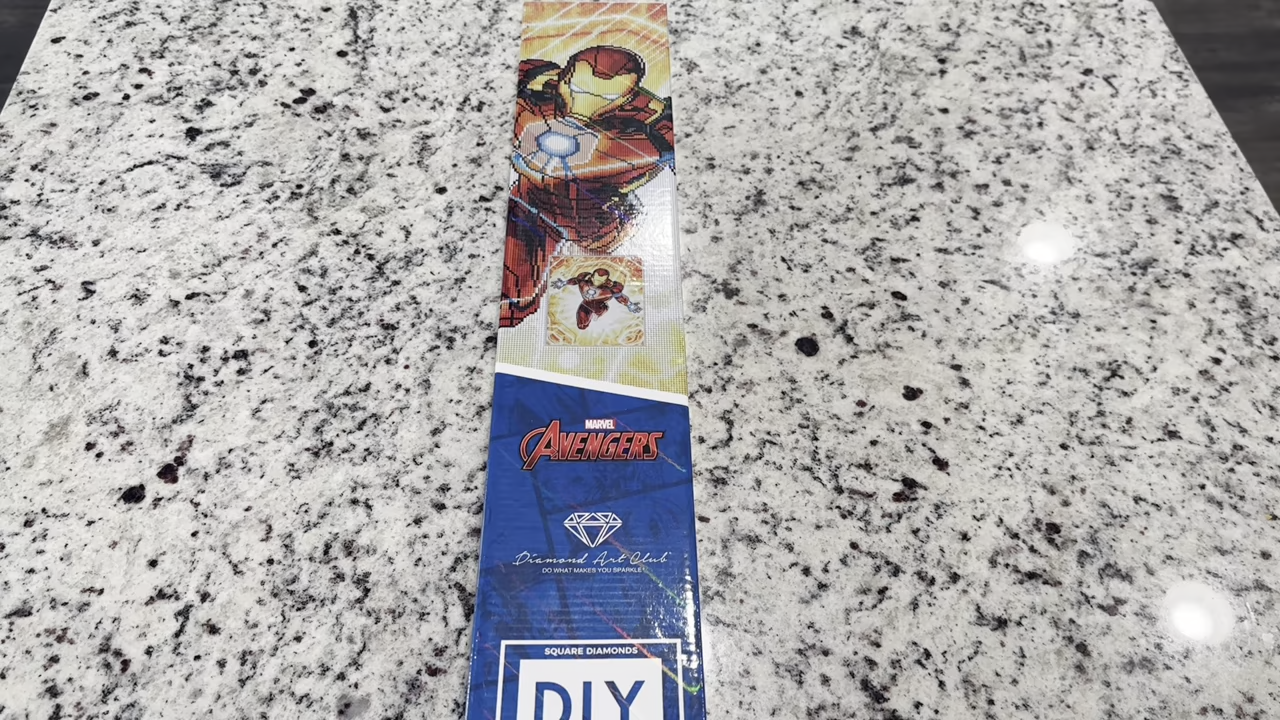 MARVEL
AVENGERS
Diamond Art Club
DO WHAT MAKES YOU SPARKLE
SQUARE DIAMONDS
DIY